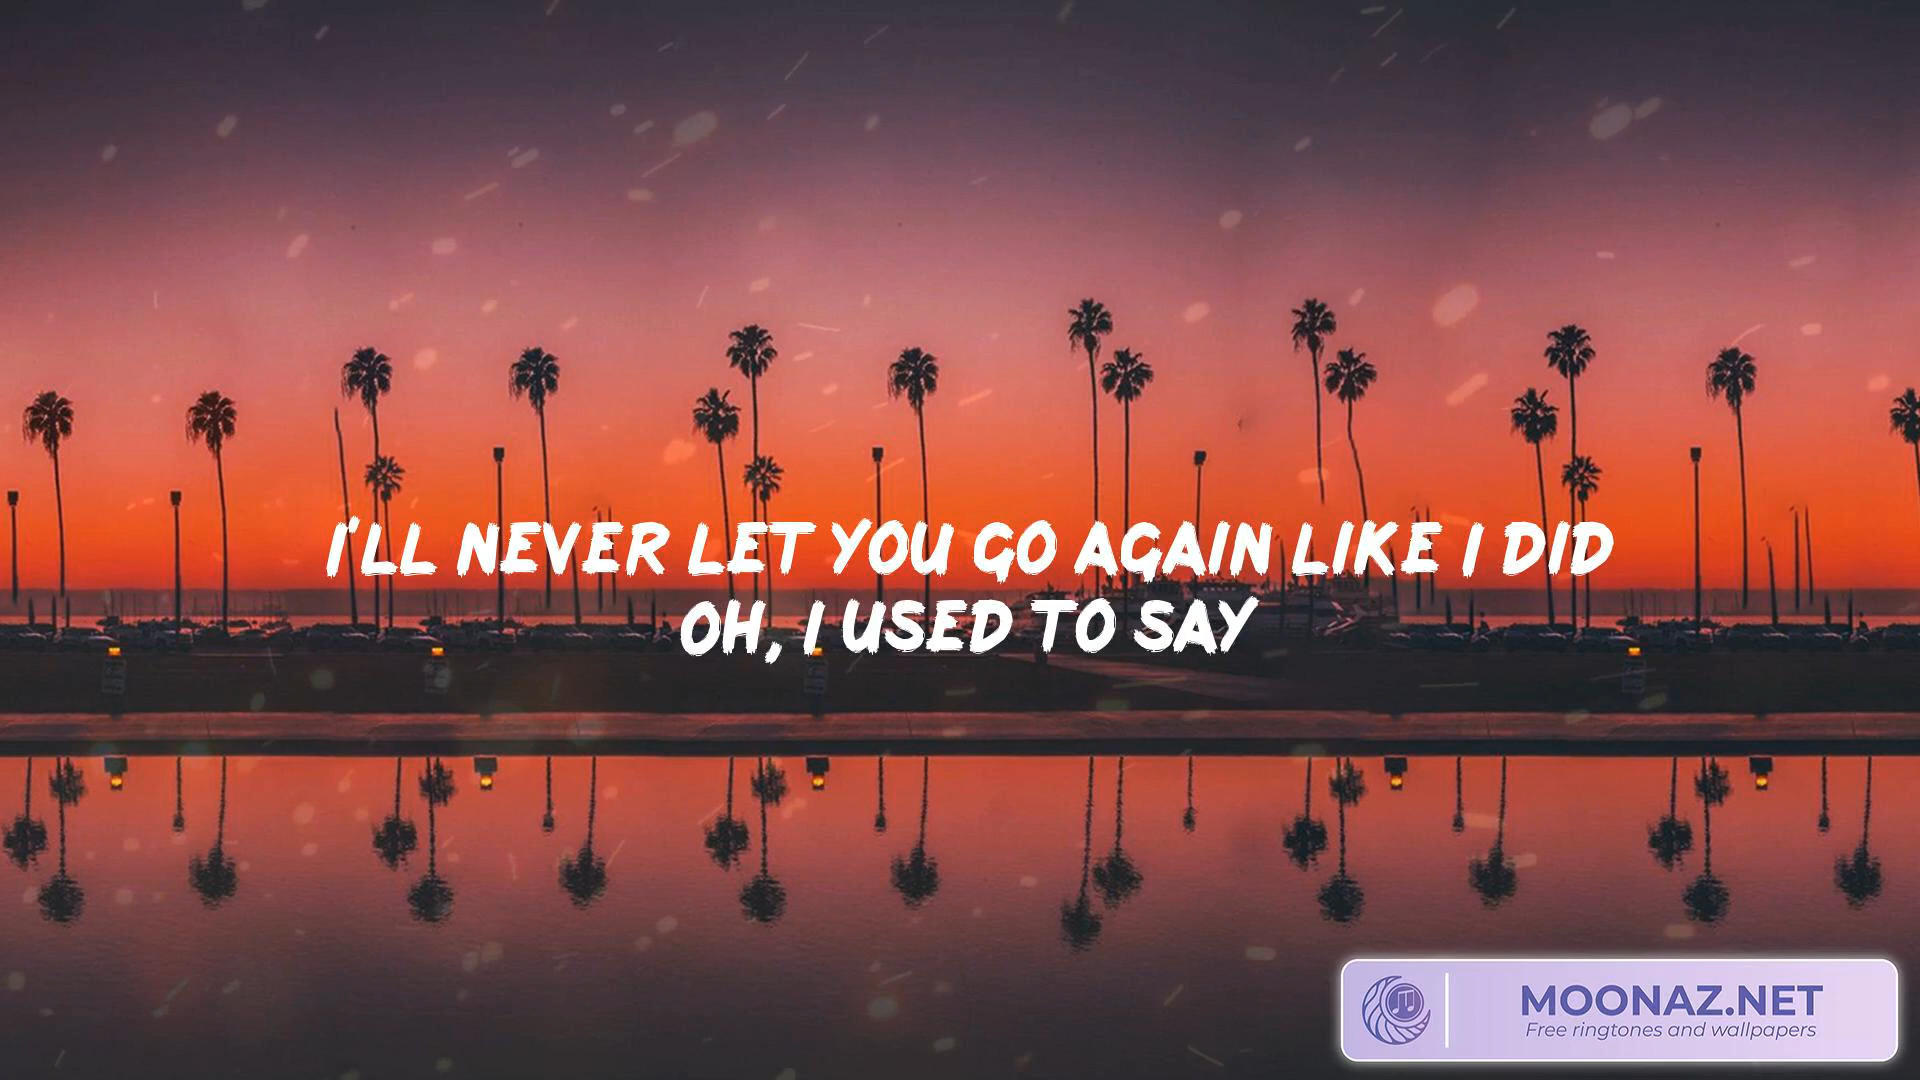 I'LL NEVER LET YOU GO AGAIN LIKE I DID
OH, I USED TO SAY
MOONAZ.NET
Free ringtones and wallpapers